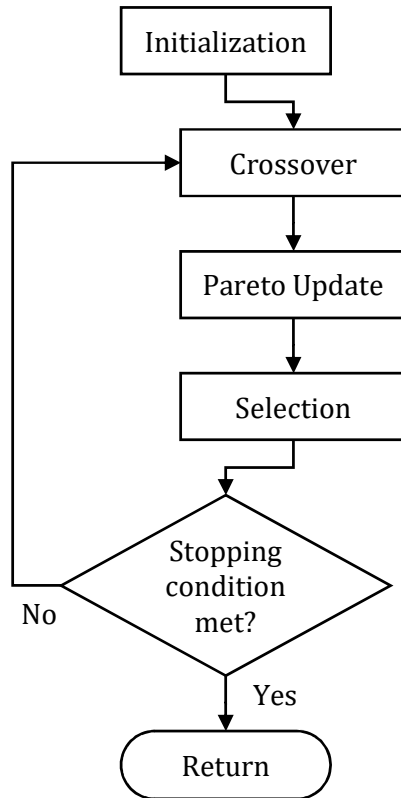 Initialization
Crossover
Pareto Update
Selection
Stopping
condition
met?
No
Yes
Return